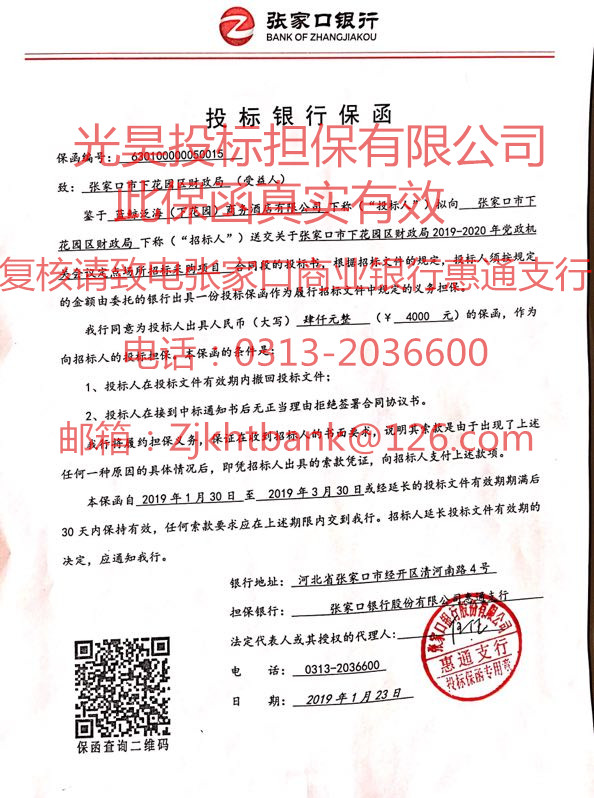 张家口银行
BANK OF ZHANGJIAKOU
投标银行保函
光昊投标担保有限公司
保函编号：630100000050015
致：张家口市下花园区财政局（受益人）
此保函真实有效
鉴于蓝鲸泛海（下花园）商务酒店有限公司下称（“投标人”）拟向 张家口市下
花园区财政局下称（“招标人”）送交关于张家口市下花园区财政局2019-2020年党政机
关会议定点场所招标采购项目 合同段的投标书，根据招标文件的规定，投标人须按规定
复核请致电张家口商业银行惠通支行
的金额由委托的银行出具一份投标保函作为履行招标文件中规定的义务担保：
我行同意为投标人出具人民币（大写）肆仟元整（￥ 4000 元）的保函，作为
向招标人的投标担保。本保函的条件是：
电话：0313-2036600
1、投标人在投标文件有效期内撤回投标文件；
2、投标人在接到中标通知书后无正当理由拒绝签署合同协议书。
邮箱：Zjkhtbank@126.com
我行将履约担保义务，保证在收到招标人的书面要求，说明其索款是由于出现了上述
任何一种原因的具体情况后，即凭招标人出具的索款凭证，向招标人支付上述款项。
本保函自2019年1月30日 至 2019年3月30日或经延长的投标文件有效期期满后
30天内保持有效，任何索款要求应在上述期限内交到我行。招标人延长投标文件有效期的
决定，应通知我行。
银行地址：河北省张家口市经开区清河南路4号
担保银行：张家口银行股份有限公司惠通支行
法定代表人或其授权的代理人：
电 话：0313-2036600
日 期：2019年1月23日
张家口银行股份有限公司
惠通支行
投标保函专用章
保函查询二维码